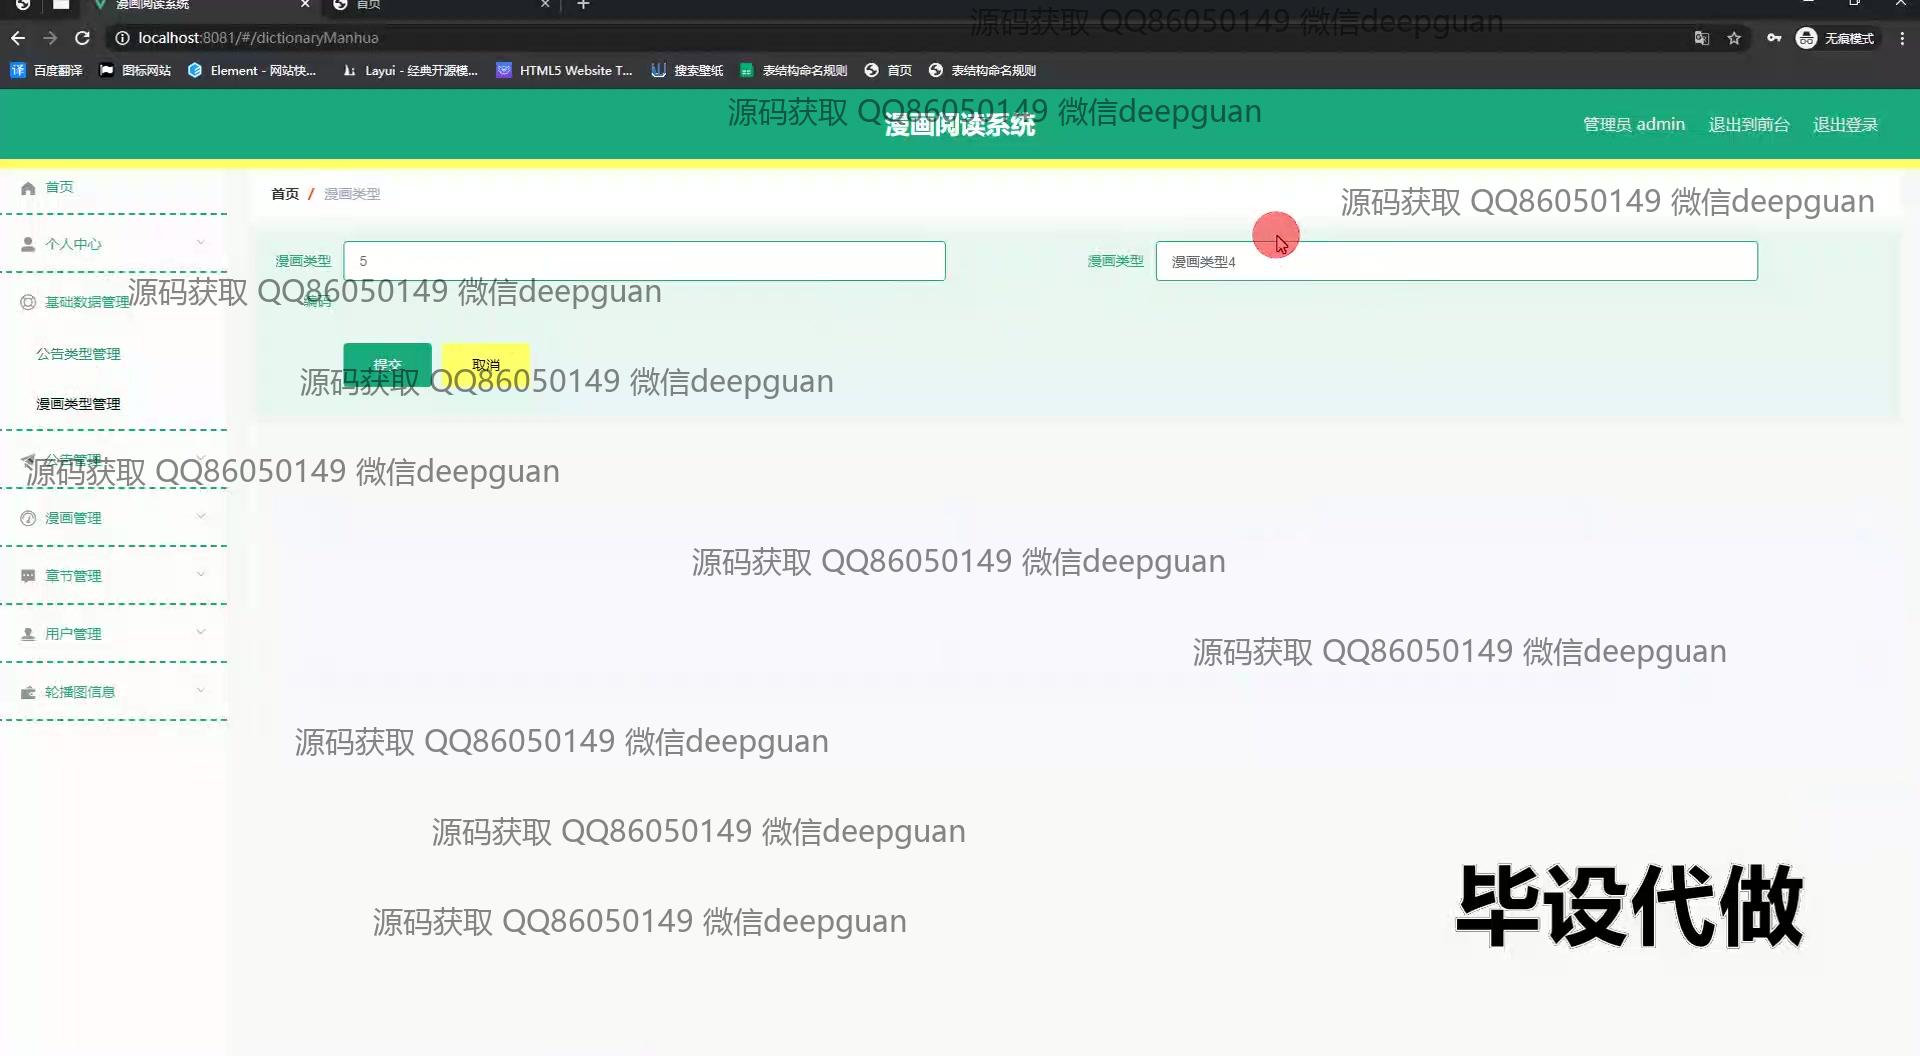 漫画阅读系统
首页
localhost:8081/#/dictionaryManhua
无痕模式
源码获取 QQ86050149 微信deepguan
百度翻译
图标网站
Element - 网站快...
Layui - 经典开源模...
HTML5 Website T...
搜索壁纸
表结构命名规则
首页
表结构命名规则
源码获取 QQ86050149 微信deepguan
漫画阅读系统
管理员 admin
退出到前台
退出登录
首页
首页 / 漫画类型
源码获取 QQ86050149 微信deepguan
个人中心
漫画类型
编码
5
漫画类型
漫画类型4
基础数据管理
源码获取 QQ86050149 微信deepguan
公告类型管理
提交
取消
源码获取 QQ86050149 微信deepguan
漫画类型管理
公告管理
源码获取 QQ86050149 微信deepguan
漫画管理
源码获取 QQ86050149 微信deepguan
章节管理
用户管理
源码获取 QQ86050149 微信deepguan
轮播图信息
源码获取 QQ86050149 微信deepguan
源码获取 QQ86050149 微信deepguan
源码获取 QQ86050149 微信deepguan
毕设代做